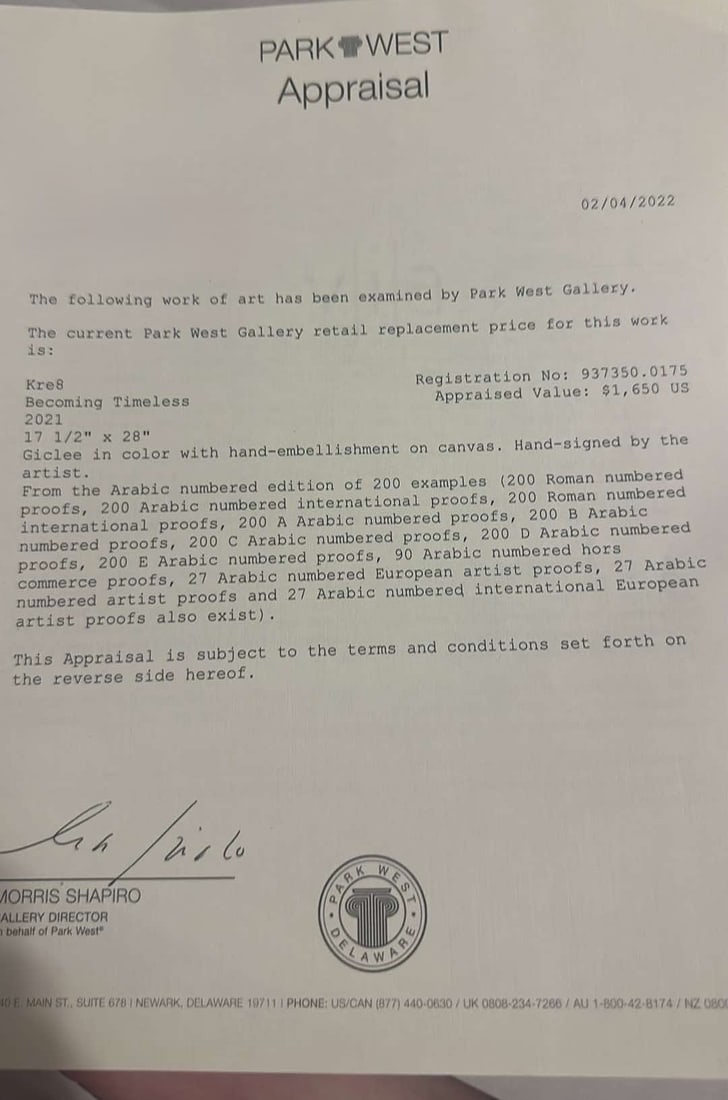 PARK WEST
Appraisal
02/04/2022
The following work of art has been examined by Park West Gallery.
The current Park West Gallery retail replacement price for this work
is:
Kre8
Registration No: 937350.0175
Becoming Timeless
Appraised Value: $1,650 US
2021
17 1/2" x 28"
Giclee in color with hand-embellishment on canvas. Hand-signed by the
artist.
From the Arabic numbered edition of 200 examples (200 Roman numbered
proofs, 200 Arabic numbered international proofs, 200 Roman numbered
international proofs, 200 A Arabic numbered proofs, 200 B Arabic
numbered proofs, 200 C Arabic numbered proofs, 200 D Arabic numbered
proofs, 200 E Arabic numbered proofs, 90 Arabic numbered hors
commerce proofs, 27 Arabic numbered European artist proofs, 27 Arabic
numbered artist proofs and 27 Arabic numbered international European
artist proofs also exist).
This Appraisal is subject to the terms and conditions set forth on
the reverse side hereof.
MORRIS SHAPIRO
ALLERY DIRECTOR
behalf of Park West®
PARK WEST
DELAWARE
E. MAIN ST., SUITE 678 | NEWARK, DELAWARE 19711 | PHONE: US/CAN (877) 440-0630 / UK 0808-234-7266 / AU 1-800-42-8174 / NZ 080